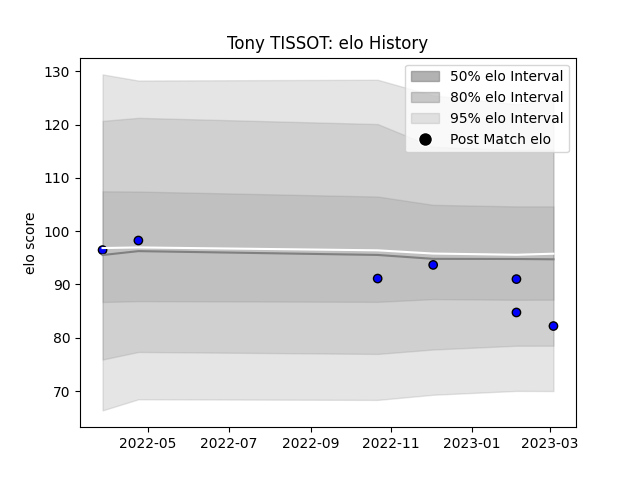 Tony TISSOT: elo History
130
120
110
100
90
80
70
elo score
50% elo Interval
80% elo Interval
95% elo Interval
Post Match elo
2022-05
2022-07
2022-09
2022-11
2023-01
2023-03